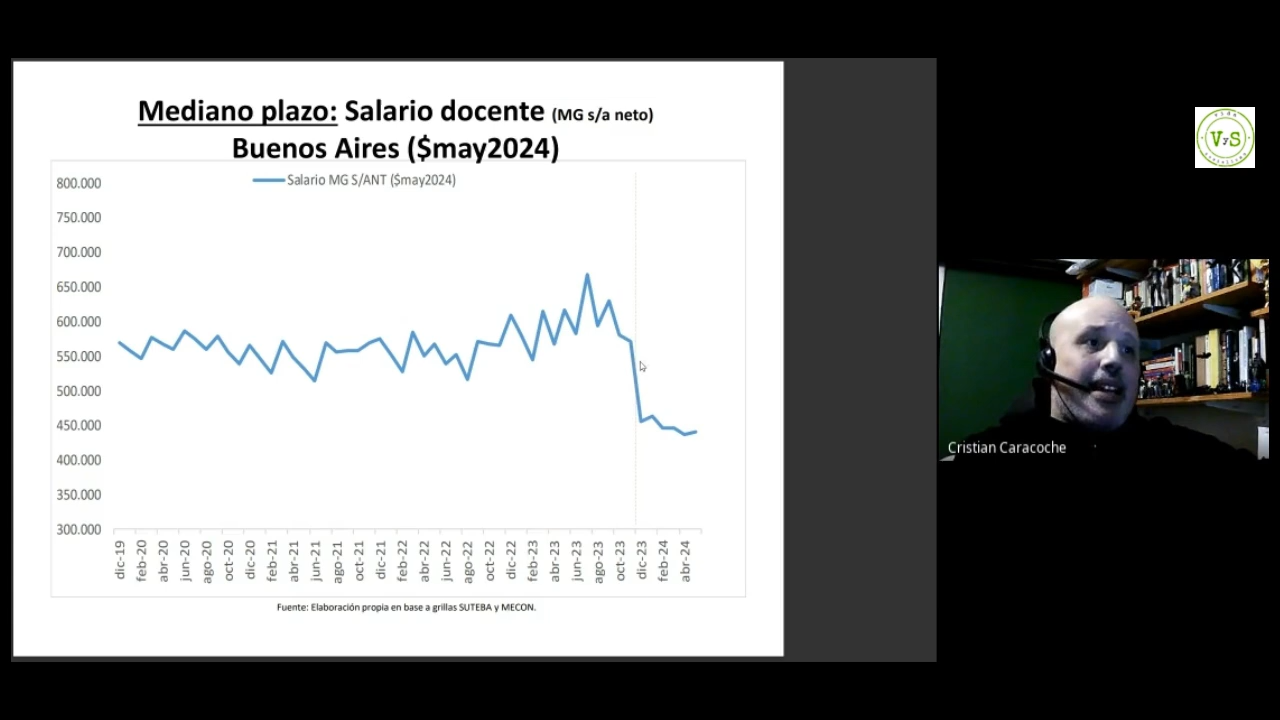 Mediano plazo: Salario docente (MG s/a neto)
Buenos Aires ($may2024)
Salario MG S/ANT ($may2024)
800.000
750.000
700.000
650.000
600.000
550.000
500.000
450.000
400.000
350.000
300.000
dic-19
feb-20
abr-20
jun-20
ago-20
oct-20
dic-20
feb-21
abr-21
jun-21
ago-21
oct-21
dic-21
feb-22
abr-22
jun-22
ago-22
oct-22
dic-22
feb-23
abr-23
jun-23
ago-23
oct-23
dic-23
feb-24
abr-24
Fuente: Elaboración propia en base a grillas SUTEBA y MECON.
VyS
Cristian Caracoche